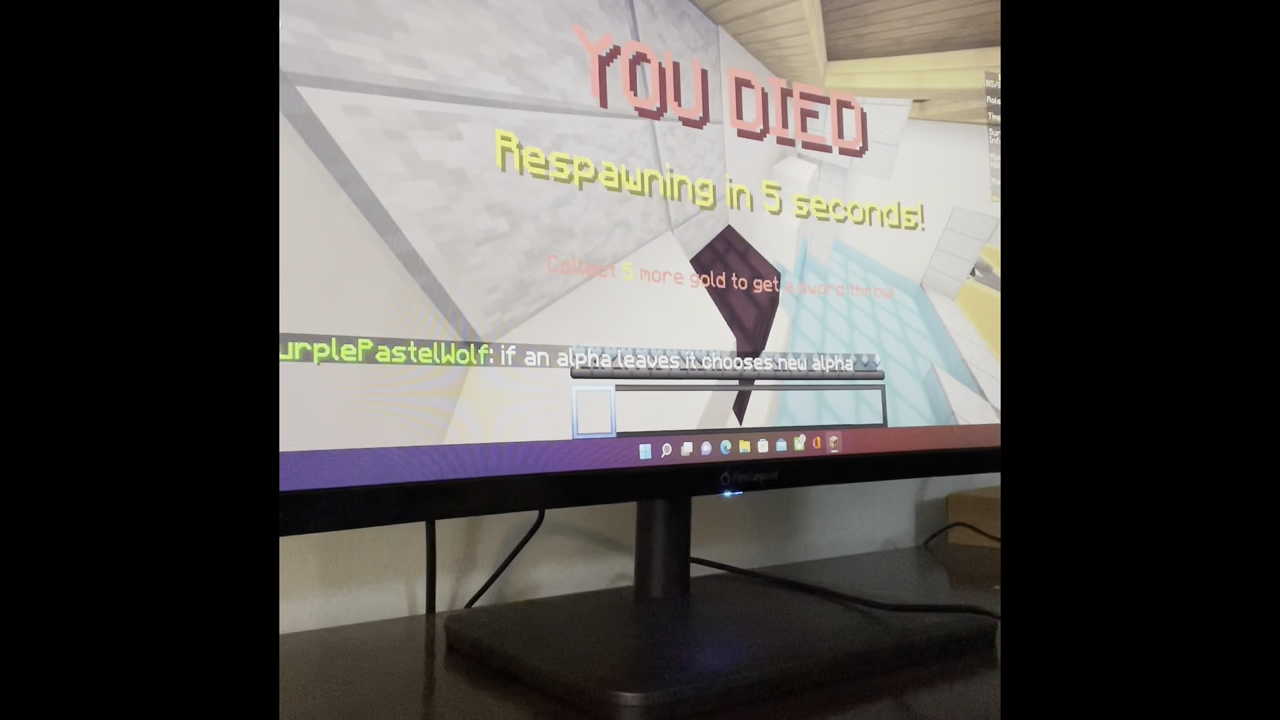 YOU DIED
Respawning in 5 seconds!
Collect 5 more gold to get a sword throw!
urplePastelWolf: if an alpha leaves it chooses new alpha